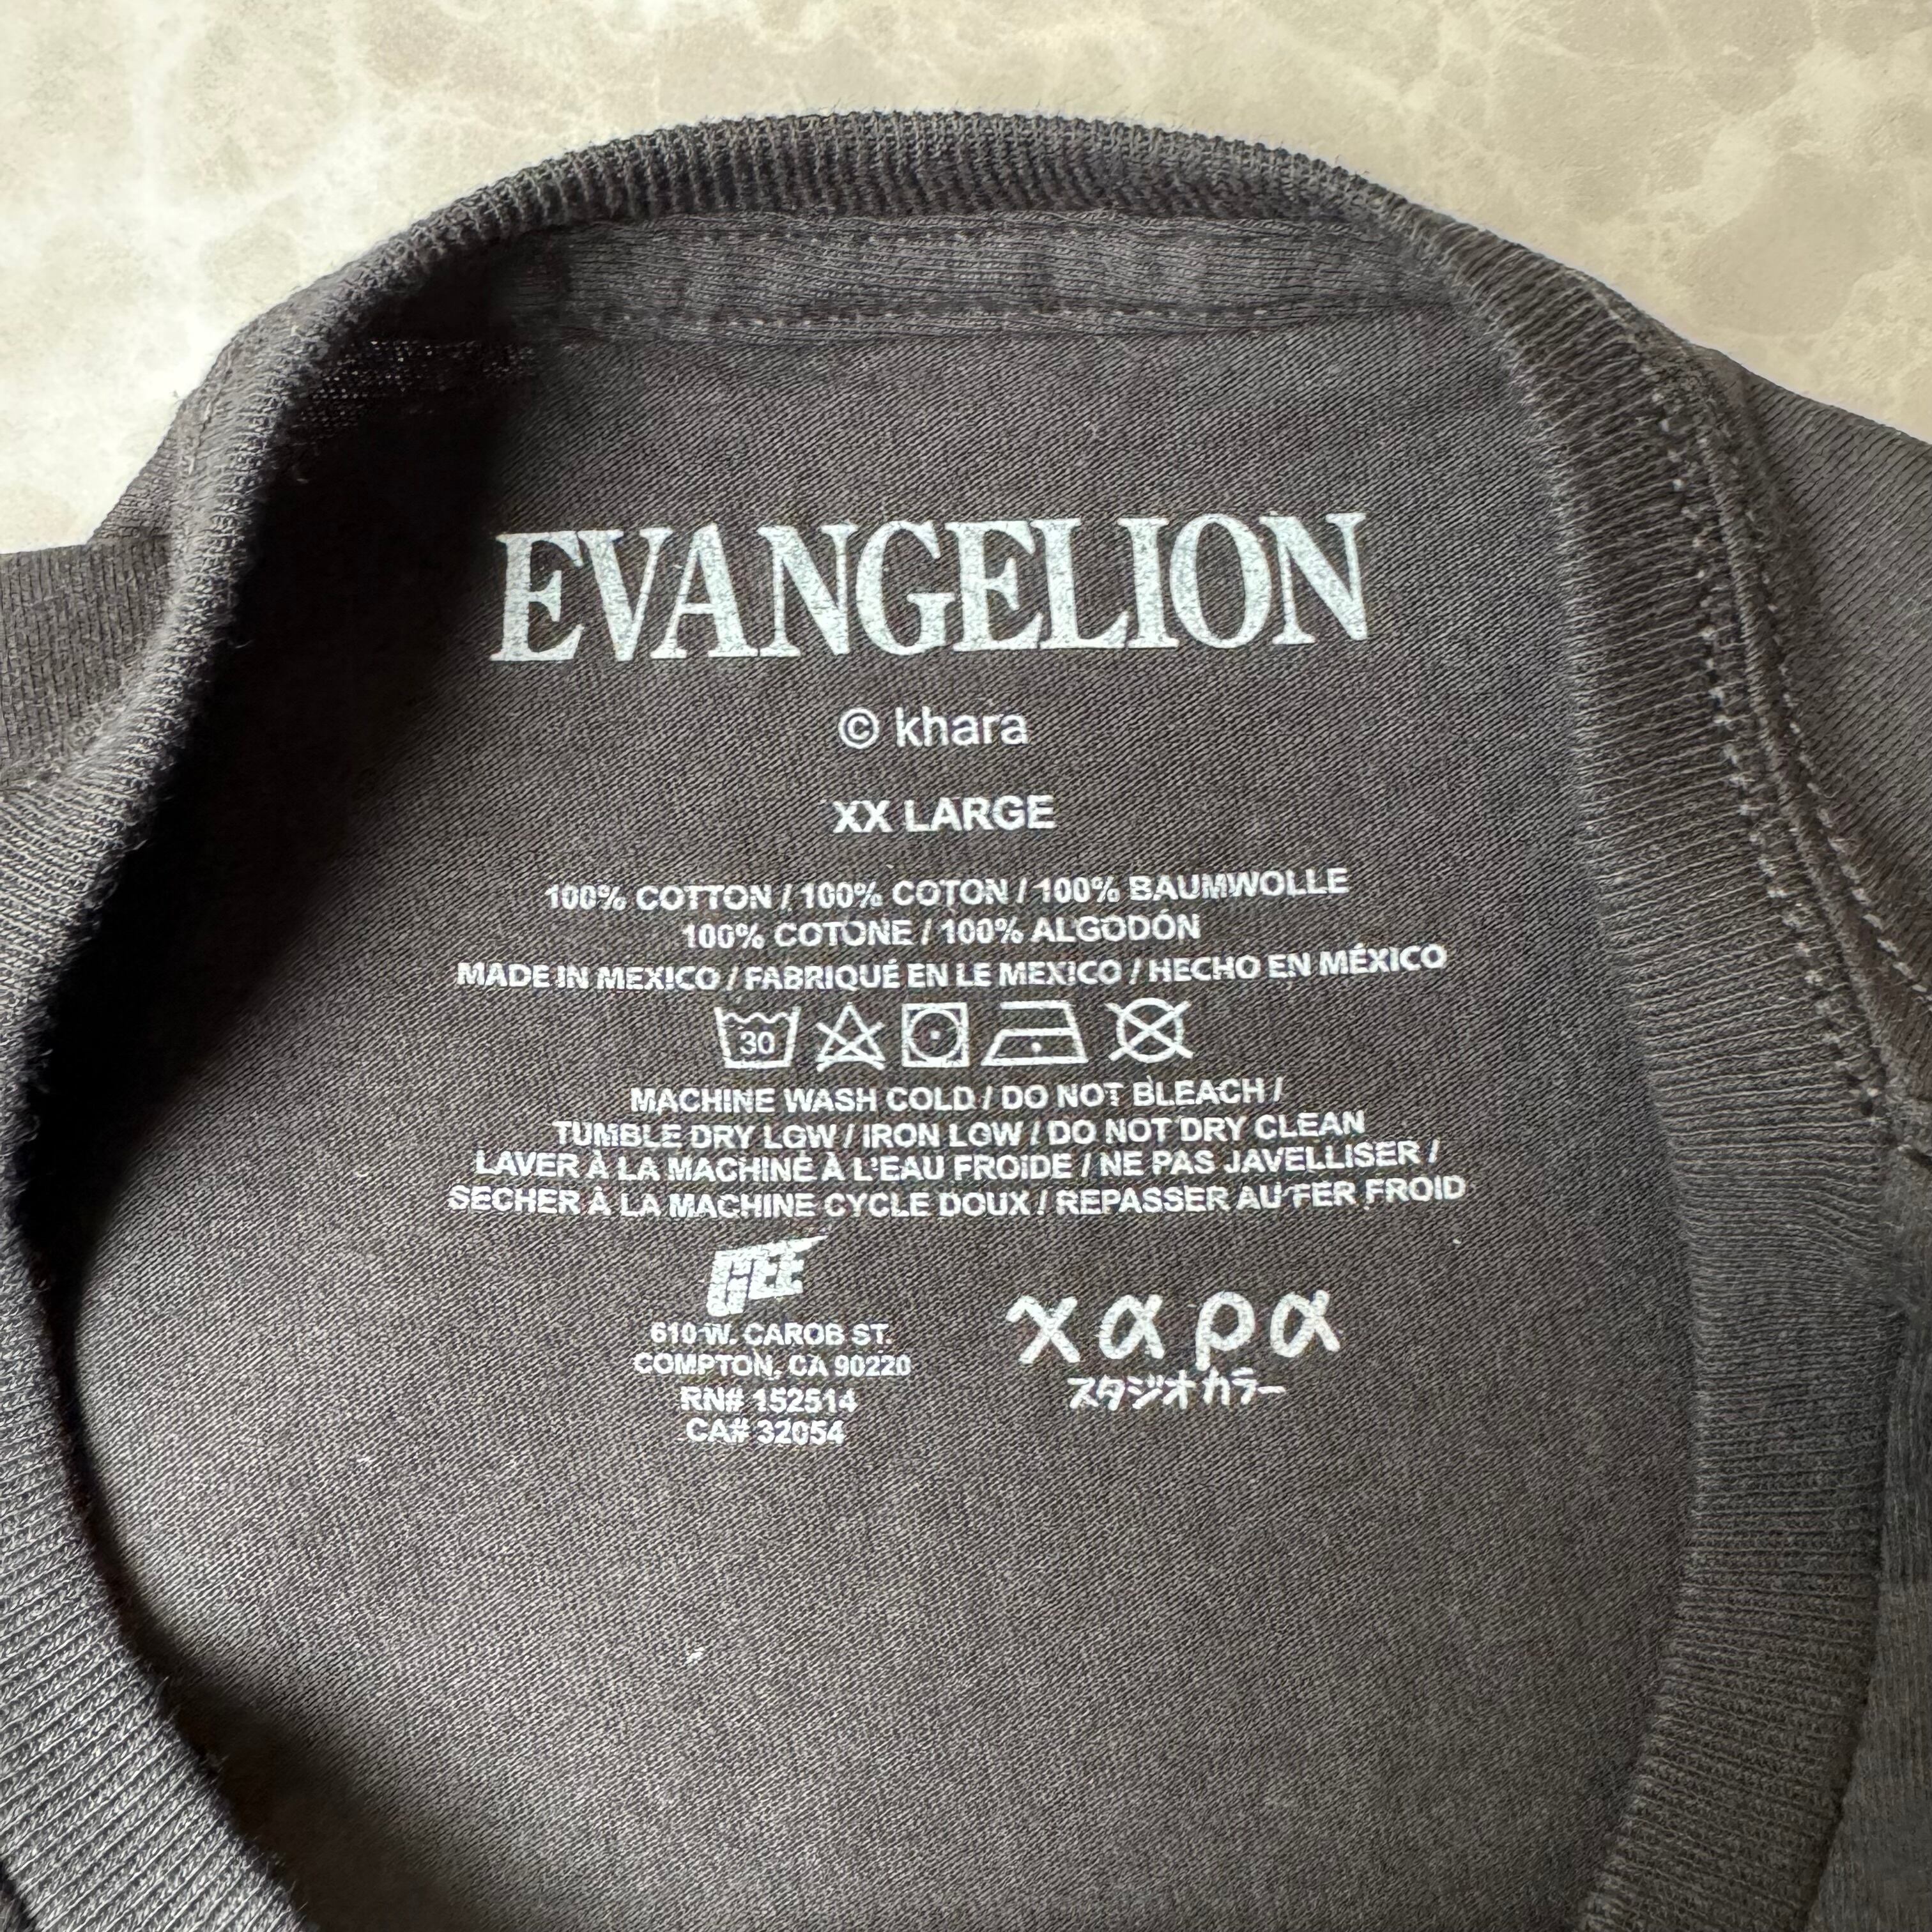 EVANGELION
© khara
XX LARGE
100% COTTON / 100% COTON / 100% BAUMWOLLE
100% COTONE / 100% ALGODÓN
MADE IN MEXICO / FABRIQUÉ EN LE MEXICO / HECHO EN MÉXICO
30
MACHINE WASH COLD / DO NOT BLEACH /
TUMBLE DRY LOW / IRON LOW / DO NOT DRY CLEAN
LAVER À LA MACHINE À L'EAU FROIDE / NE PAS JAVELLISER /
SECHER À LA MACHINE CYCLE DOUX / REPASSER AU FER FROID
610 W. CAROB ST.
COMPTON, CA 90220
RN# 152514
CA# 32054
χαρα
スタジオカラー